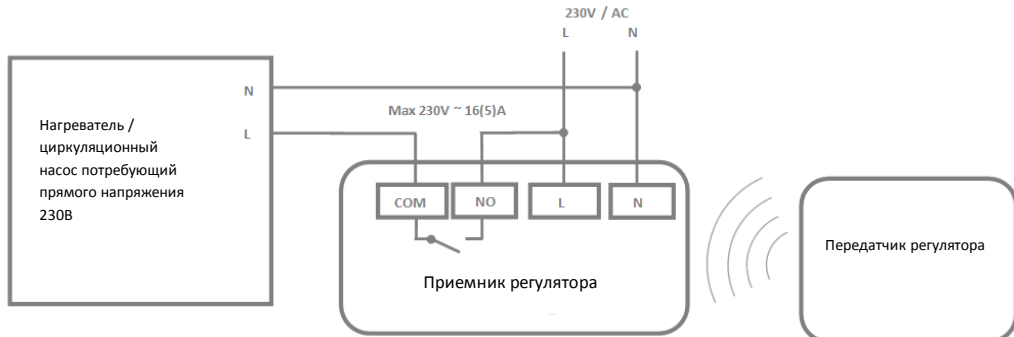 230V / AC
L N
N
Max 230V ~ 16(5)A
L
Нагреватель /
циркуляционный
насос потребующий
прямого напряжения
230В
COM NO L N
Приемник регулятора
Передатчик регулятора